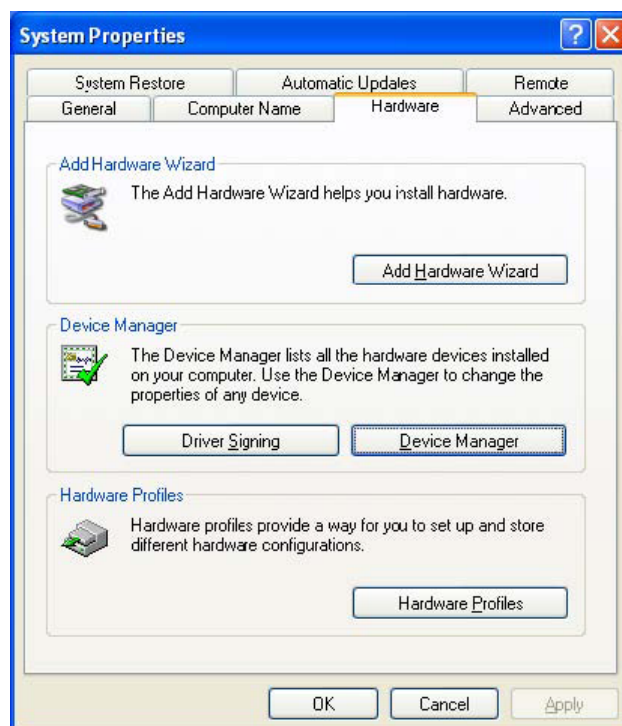 System Properties
System Restore Automatic Updates Remote
General Computer Name Hardware Advanced
Add Hardware Wizard
The Add Hardware Wizard helps you install hardware.
Add Hardware Wizard
Device Manager
The Device Manager lists all the hardware devices installed
on your computer. Use the Device Manager to change the
properties of any device.
Driver Signing Device Manager
Hardware Profiles
Hardware profiles provide a way for you to set up and store
different hardware configurations.
Hardware Profiles
OK Cancel Apply